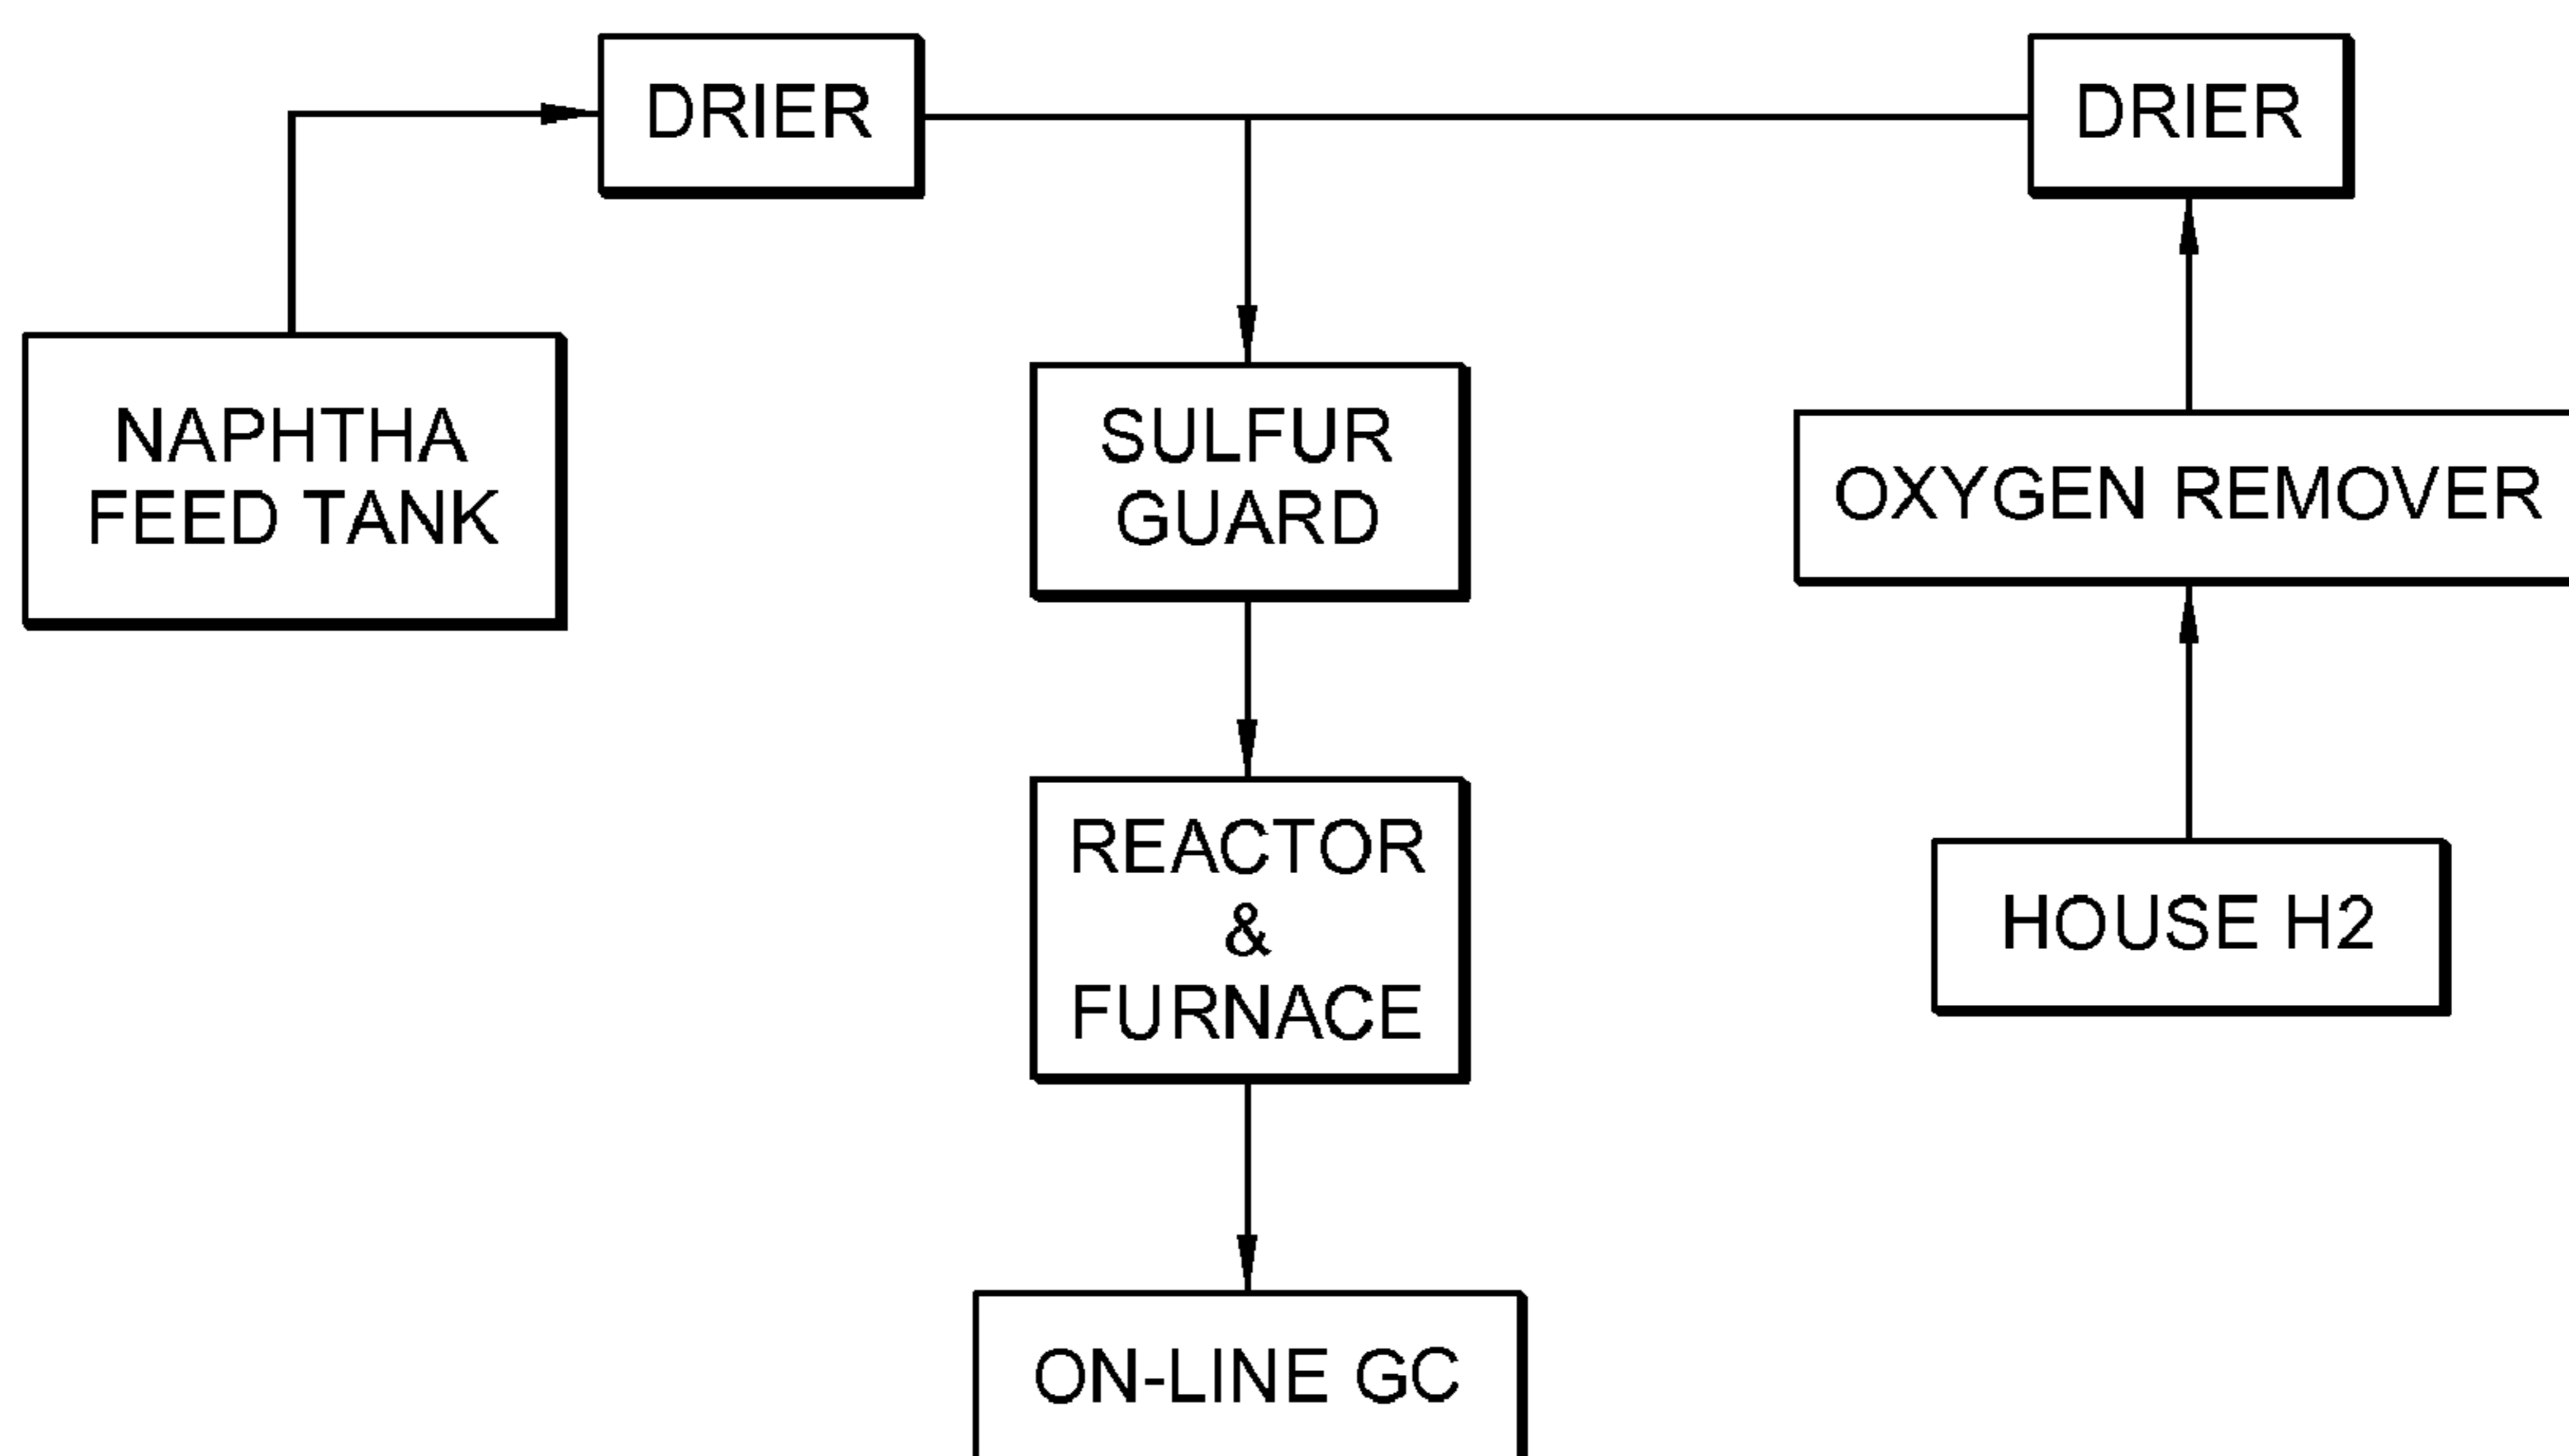 DRIER
DRIER
NAPHTHA
FEED TANK
SULFUR
GUARD
OXYGEN REMOVER
REACTOR
&
FURNACE
HOUSE H2
ON-LINE GC